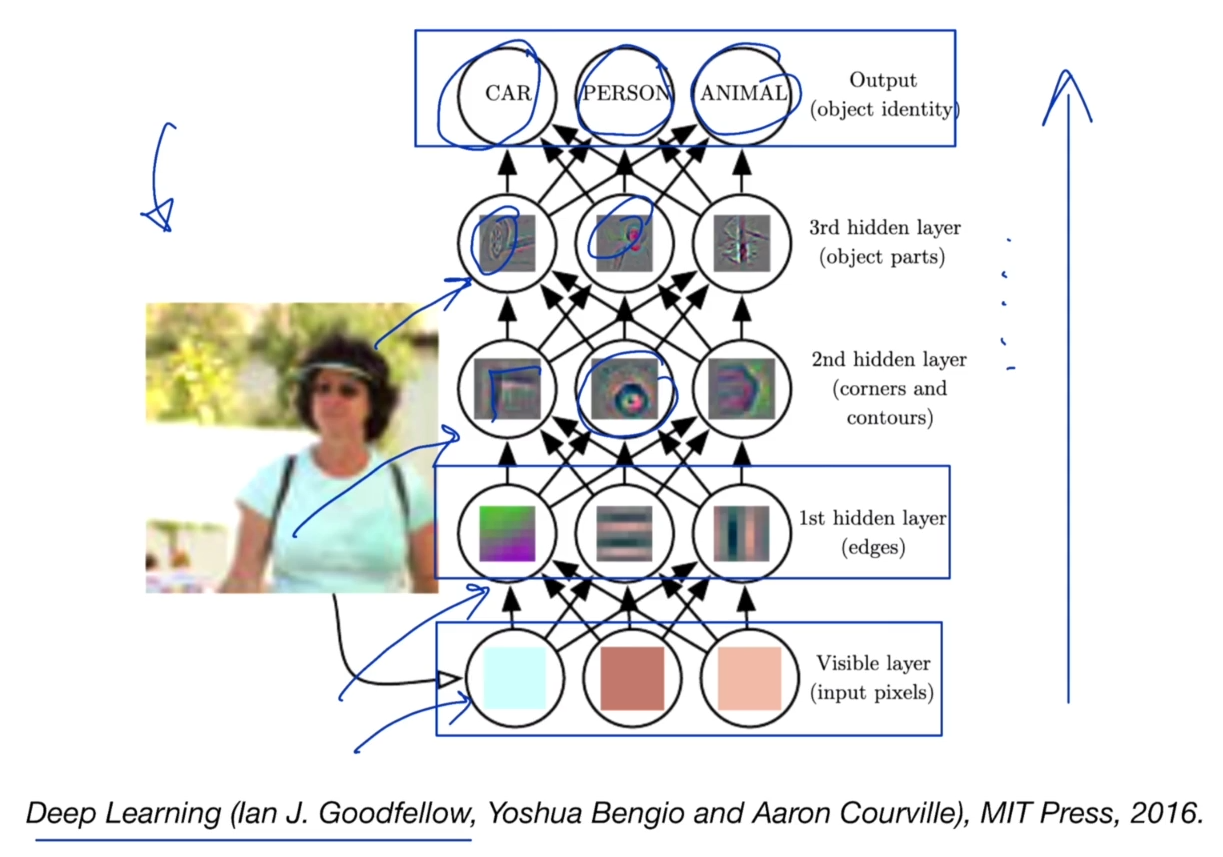 CAR PERSON ANIMAL
Output
(object identity)
3rd hidden layer
(object parts)
2nd hidden layer
(corners and
contours)
1st hidden layer
(edges)
Visible layer
(input pixels)
Deep Learning (Ian J. Goodfellow, Yoshua Bengio and Aaron Courville), MIT Press, 2016.